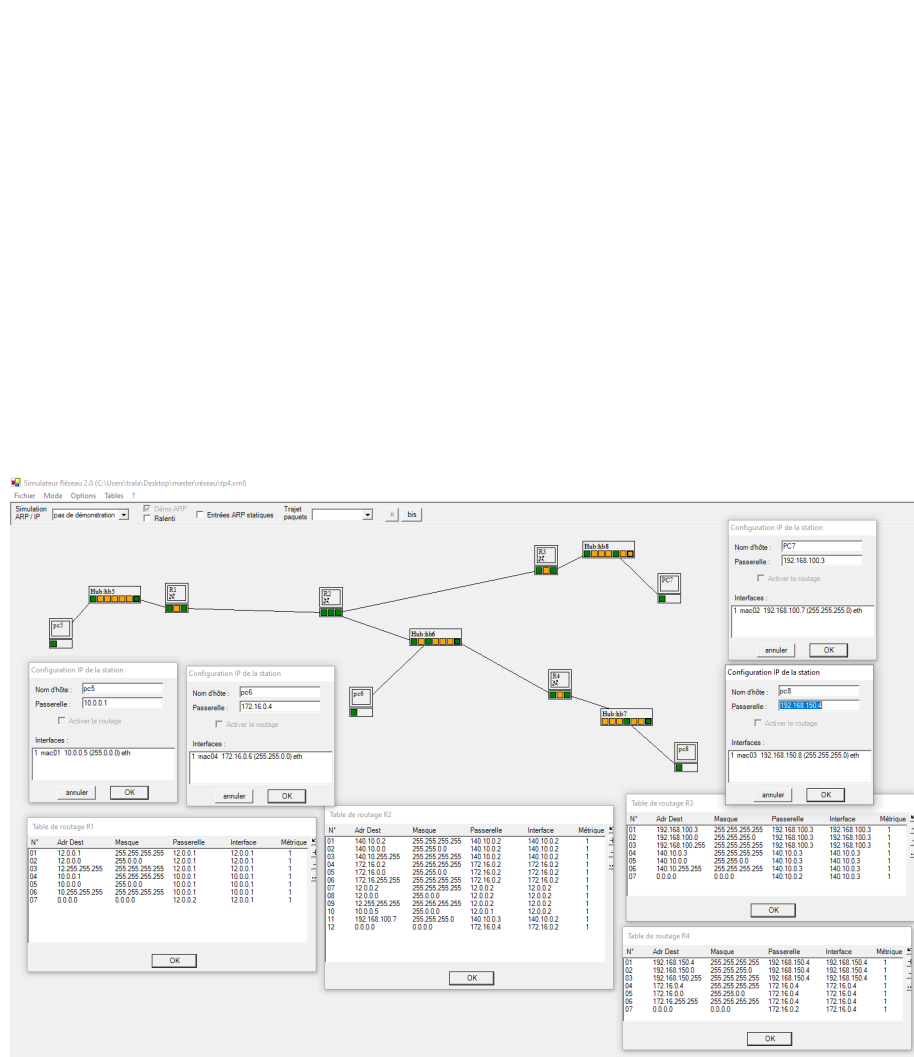 Simulateur Réseau 2.0 (C:\Users\trala\Desktop\master\réseau\tp4.xml)
Fichier Mode Options Tables ?
Simulation ARP / IP pas de démonstration Démo ARP Ralenti Entrées ARP statiques Trajet paquets bis
Hub:hb5
R1
R2
R3
Hub:hb8
PC7
pc5
Hub:hb6
pc6
R4
Hub:hb7
pc8
Configuration IP de la station
Nom d'hôte : PC7
Passerelle : 192.168.100.3
Activer le routage
Interfaces :
1 mac02 192.168.100.7 (255.255.255.0) eth
annuler OK
Configuration IP de la station
Nom d'hôte : pc5
Passerelle : 10.0.0.1
Activer le routage
Interfaces :
1 mac01 10.0.0.5 (255.0.0.0) eth
annuler OK
Configuration IP de la station
Nom d'hôte : pc6
Passerelle : 172.16.0.4
Activer le routage
Interfaces :
1 mac04 172.16.0.6 (255.255.0.0) eth
annuler OK
Configuration IP de la station
Nom d'hôte : pc8
Passerelle : 192.168.150.4
Activer le routage
Interfaces :
1 mac03 192.168.150.8 (255.255.255.0) eth
annuler OK
Table de routage R1
N° Adr Dest Masque Passerelle Interface Métrique
01 12.0.0.1 255.255.255.255 12.0.0.1 12.0.0.1 1
02 12.0.0.0 255.0.0.0 12.0.0.1 12.0.0.1 1
03 12.255.255.255 255.255.255.255 12.0.0.1 12.0.0.1 1
04 10.0.0.1 255.255.255.255 10.0.0.1 10.0.0.1 1
05 10.0.0.0 255.0.0.0 10.0.0.1 10.0.0.1 1
06 10.255.255.255 255.255.255.255 10.0.0.1 10.0.0.1 1
07 0.0.0.0 0.0.0.0 12.0.0.2 12.0.0.1 1
OK
Table de routage R2
N° Adr Dest Masque Passerelle Interface Métrique
01 140.10.0.2 255.255.255.255 140.10.0.2 140.10.0.2 1
02 140.10.0.0 255.255.0.0 140.10.0.2 140.10.0.2 1
03 140.10.255.255 255.255.255.255 140.10.0.2 140.10.0.2 1
04 172.16.0.2 255.255.255.255 172.16.0.2 172.16.0.2 1
05 172.16.0.0 255.255.0.0 172.16.0.2 172.16.0.2 1
06 172.16.255.255 255.255.255.255 172.16.0.2 172.16.0.2 1
07 12.0.0.2 255.255.255.255 12.0.0.2 12.0.0.2 1
08 12.0.0.0 255.0.0.0 12.0.0.2 12.0.0.2 1
09 12.255.255.255 255.255.255.255 12.0.0.2 12.0.0.2 1
10 10.0.0.5 255.0.0.0 12.0.0.1 12.0.0.2 1
11 192.168.100.7 255.255.255.0 140.10.0.3 140.10.0.2 1
12 0.0.0.0 0.0.0.0 172.16.0.4 172.16.0.2 1
OK
Table de routage R3
N° Adr Dest Masque Passerelle Interface Métrique
01 192.168.100.3 255.255.255.255 192.168.100.3 192.168.100.3 1
02 192.168.100.0 255.255.255.0 192.168.100.3 192.168.100.3 1
03 192.168.100.255 255.255.255.255 192.168.100.3 192.168.100.3 1
04 140.10.0.3 255.255.255.255 140.10.0.3 140.10.0.3 1
05 140.10.0.0 255.255.0.0 140.10.0.3 140.10.0.3 1
06 140.10.255.255 255.255.255.255 140.10.0.3 140.10.0.3 1
07 0.0.0.0 0.0.0.0 140.10.0.2 140.10.0.3 1
OK
Table de routage R4
N° Adr Dest Masque Passerelle Interface Métrique
01 192.168.150.4 255.255.255.255 192.168.150.4 192.168.150.4 1
02 192.168.150.0 255.255.255.0 192.168.150.4 192.168.150.4 1
03 192.168.150.255 255.255.255.255 192.168.150.4 192.168.150.4 1
04 172.16.0.4 255.255.255.255 172.16.0.4 172.16.0.4 1
05 172.16.0.0 255.255.0.0 172.16.0.4 172.16.0.4 1
06 172.16.255.255 255.255.255.255 172.16.0.4 172.16.0.4 1
07 0.0.0.0 0.0.0.0 172.16.0.2 172.16.0.4 1
OK